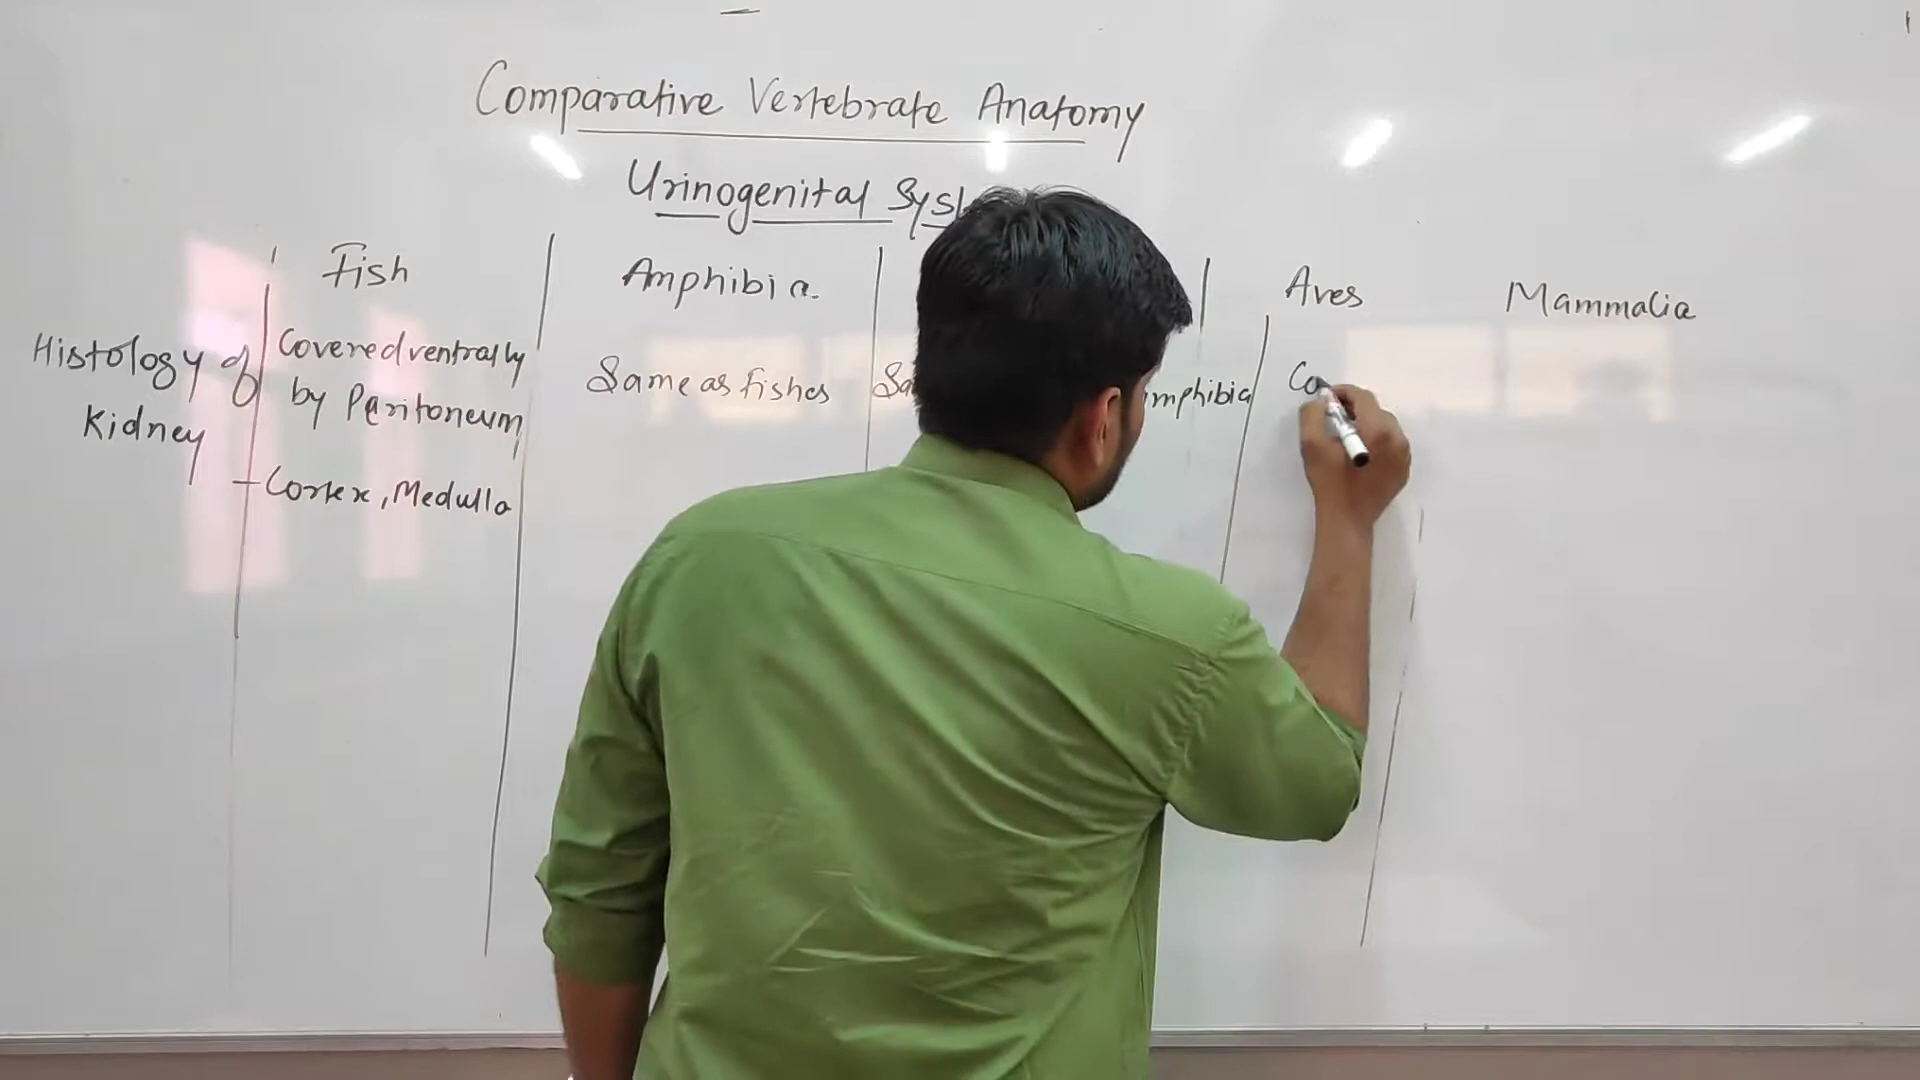 Comparative Vertebrate Anatomy
Urinogenital
Fish Amphibia. Aves Mammalia
Histology of Kidney
Covered ventrally
by Peritoneum
- Cortex, Medulla
Same as fishes
Co